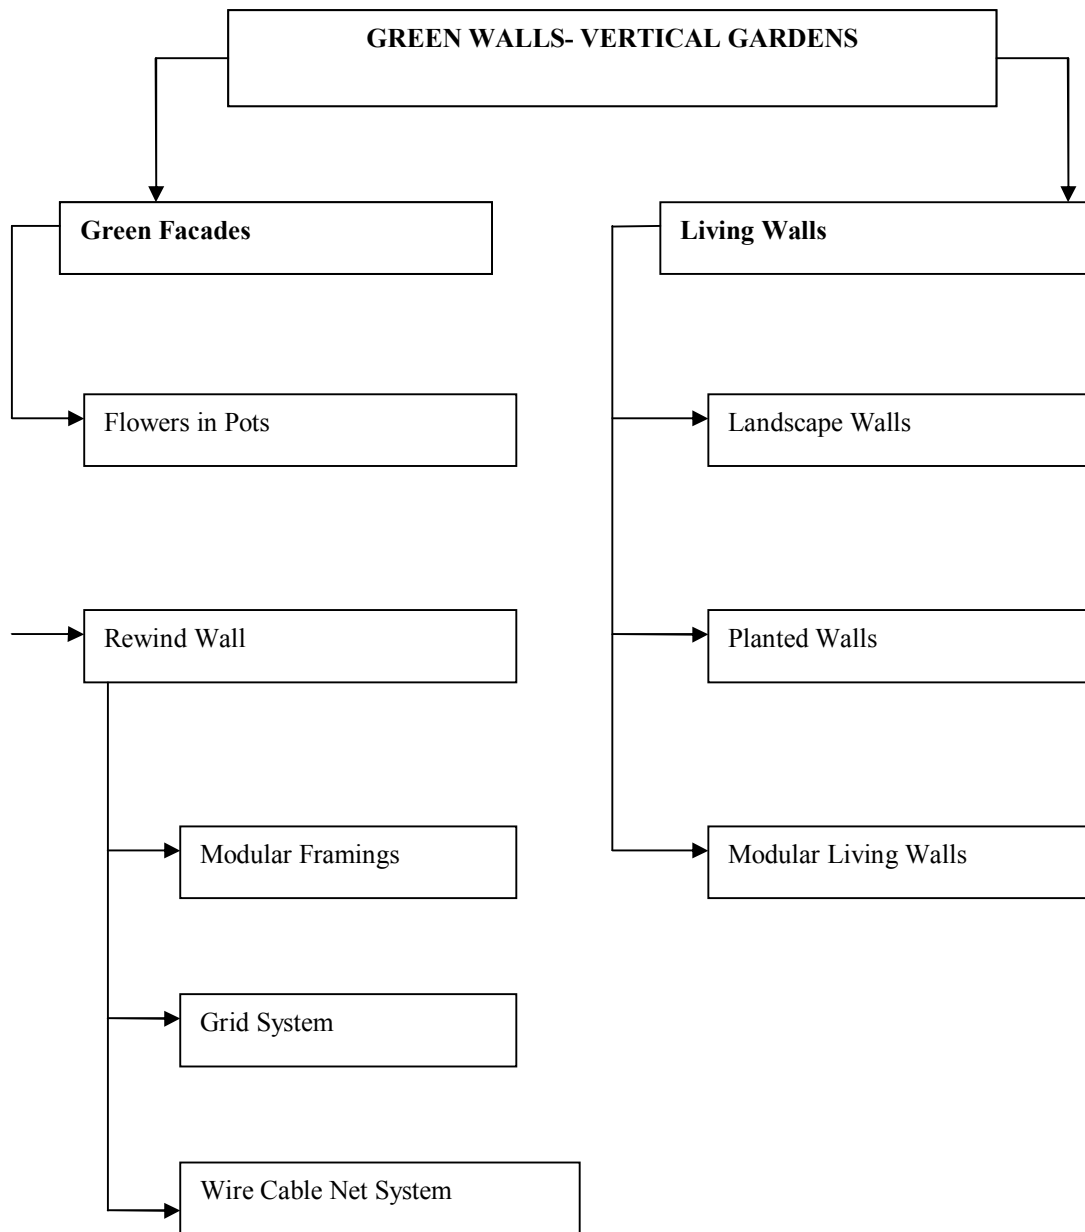 GREEN WALLS- VERTICAL GARDENS
Green Facades
Living Walls
Flowers in Pots
Landscape Walls
Rewind Wall
Planted Walls
Modular Framings
Modular Living Walls
Grid System
Wire Cable Net System